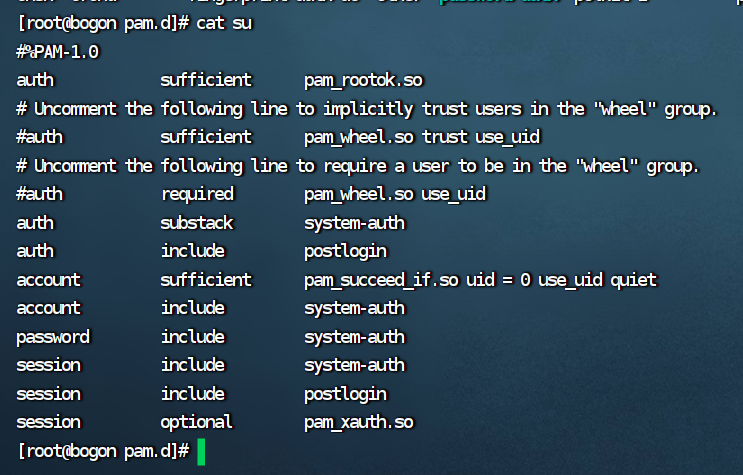 [root@bogon pam.d]# cat su
#%PAM-1.0
auth            sufficient      pam_rootok.so
# Uncomment the following line to implicitly trust users in the "wheel" group.
#auth           sufficient      pam_wheel.so trust use_uid
# Uncomment the following line to require a user to be in the "wheel" group.
#auth           required        pam_wheel.so use_uid
auth            substack        system-auth
auth            include         postlogin
account         sufficient      pam_succeed_if.so uid = 0 use_uid quiet
account         include         system-auth
password        include         system-auth
session         include         system-auth
session         include         postlogin
session         optional        pam_xauth.so
[root@bogon pam.d]#